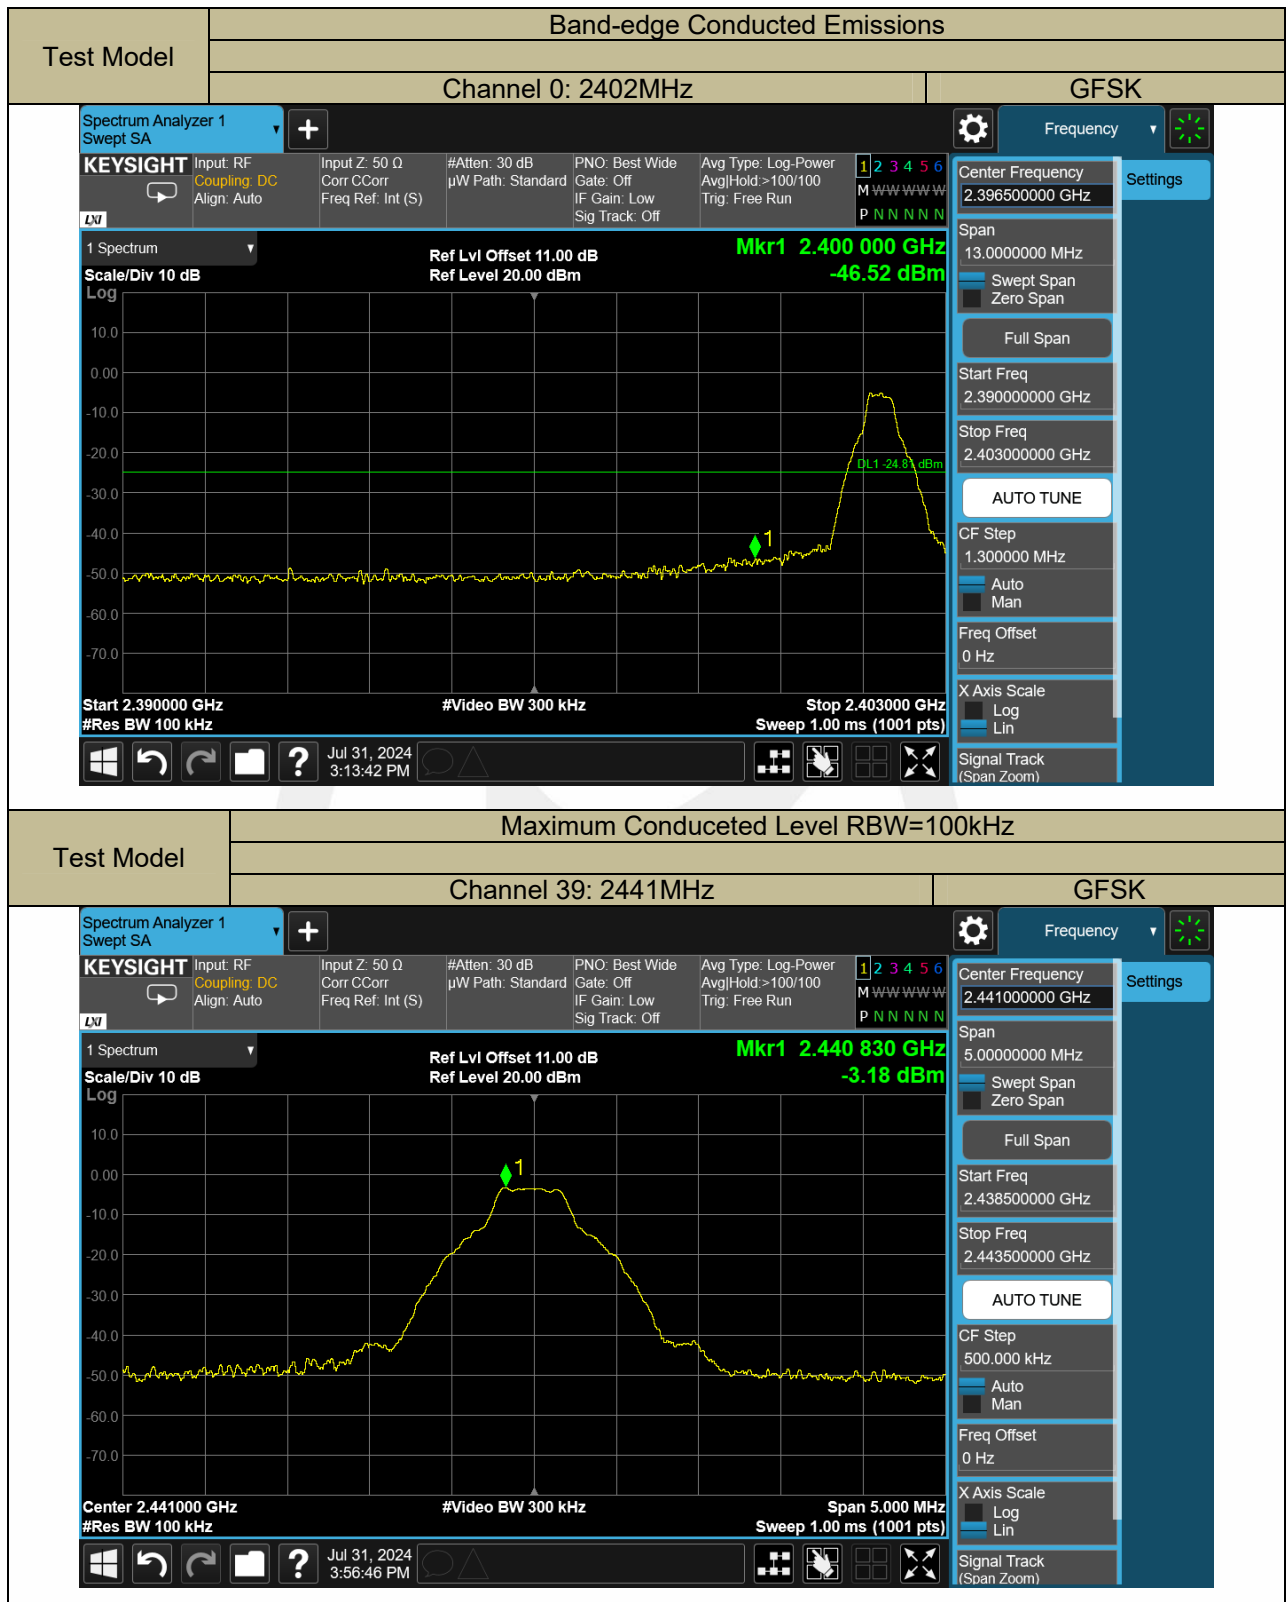 Test Model
Band-edge Conducted Emissions
Channel 0: 2402MHz GFSK
Spectrum Analyzer 1
Swept SA
Frequency
KEYSIGHT
LXI
Input: RF
Coupling: DC
Align: Auto
Input Z: 50 Ω
Corr CCorr
Freq Ref: Int (S)
#Atten: 30 dB
µW Path: Standard
PNO: Best Wide
Gate: Off
IF Gain: Low
Sig Track: Off
Avg Type: Log-Power
Avg|Hold:>100/100
Trig: Free Run
1 2 3 4 5 6
M W W W W W
P N N N N N
1 Spectrum
Scale/Div 10 dB
Log
Ref Lvl Offset 11.00 dB
Ref Level 20.00 dBm
Mkr1 2.400 000 GHz
-46.52 dBm
10.0
0.00
-10.0
-20.0
-30.0
-40.0
-50.0
-60.0
-70.0
DL1 -24.81 dBm
1
Start 2.390000 GHz
#Res BW 100 kHz
#Video BW 300 kHz
Stop 2.403000 GHz
Sweep 1.00 ms (1001 pts)
Jul 31, 2024
3:13:42 PM
Center Frequency
2.396500000 GHz
Settings
Span
13.0000000 MHz
Swept Span
Zero Span
Full Span
Start Freq
2.390000000 GHz
Stop Freq
2.403000000 GHz
AUTO TUNE
CF Step
1.300000 MHz
Auto
Man
Freq Offset
0 Hz
X Axis Scale
Log
Lin
Signal Track
(Span Zoom)
Test Model
Maximum Conduceted Level RBW=100kHz
Channel 39: 2441MHz GFSK
Spectrum Analyzer 1
Swept SA
Frequency
KEYSIGHT
LXI
Input: RF
Coupling: DC
Align: Auto
Input Z: 50 Ω
Corr CCorr
Freq Ref: Int (S)
#Atten: 30 dB
µW Path: Standard
PNO: Best Wide
Gate: Off
IF Gain: Low
Sig Track: Off
Avg Type: Log-Power
Avg|Hold:>100/100
Trig: Free Run
1 2 3 4 5 6
M W W W W W
P N N N N N
1 Spectrum
Scale/Div 10 dB
Log
Ref Lvl Offset 11.00 dB
Ref Level 20.00 dBm
Mkr1 2.440 830 GHz
-3.18 dBm
10.0
0.00
-10.0
-20.0
-30.0
-40.0
-50.0
-60.0
-70.0
1
Center 2.441000 GHz
#Res BW 100 kHz
#Video BW 300 kHz
Span 5.000 MHz
Sweep 1.00 ms (1001 pts)
Jul 31, 2024
3:56:46 PM
Center Frequency
2.441000000 GHz
Settings
Span
5.00000000 MHz
Swept Span
Zero Span
Full Span
Start Freq
2.438500000 GHz
Stop Freq
2.443500000 GHz
AUTO TUNE
CF Step
500.000 kHz
Auto
Man
Freq Offset
0 Hz
X Axis Scale
Log
Lin
Signal Track
(Span Zoom)